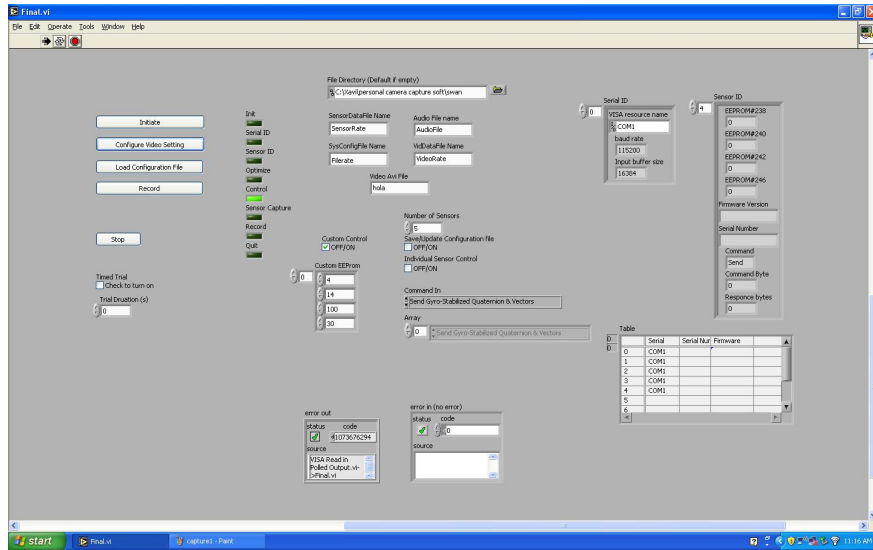 Final.vi
File Edit Operate Tools Window Help
File Directory (Default if empty)
C:\Xavi\personal camera capture soft\swan
Initiate
Configure Video Setting
Load Configuration File
Record
Stop
Timed Trial
Check to turn on
Trial Druation (s)
0
Init
Serial ID
Sensor ID
Optimize
Control
Sensor Capture
Record
Quit
SensorDataFile Name
SensorRate
Audio File name
AudioFile
SysConfigFile Name
Filerate
VidDataFile Name
VideoRate
Video Avi File
hola
Number of Sensors
5
Custom Control
OFF/ON
Save/Update Configuration file
OFF/ON
Individual Sensor Control
OFF/ON
Custom EEProm
0
4
14
100
30
Command In
Send Gyro-Stabilized Quaternion & Vectors
Array
0
Send Gyro-Stabilized Quaternion & Vectors
Serial ID
0
VISA resource name
COM1
baud rate
115200
Input buffer size
16384
Sensor ID
4
EEPROM#238
0
EEPROM#240
0
EEPROM#242
0
EEPROM#246
0
Firmware Version
Serial Number
Command
Send
Command Byte
0
Responce bytes
0
Table
0
0
Serial Serial Nur Firmware
0 COM1
1 COM1
2 COM1
3 COM1
4 COM1
5
6
error out
status code
1073676294
source
VISA Read in
Polled Output.vi-
>Final.vi
error in (no error)
status code
0
source
start
Final.vi
capture1 - Paint
11:16 AM